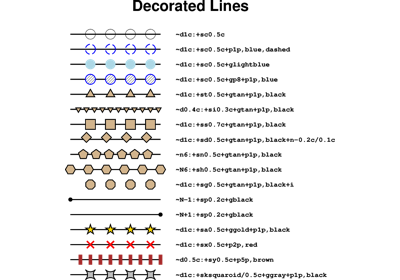 Decorated Lines
~d1c:+sc0.5c
~d1c:+sc0.5c+p1p,blue,dashed
~d1c:+sc0.5c+glightblue
~d1c:+sc0.5c+gp8+p1p,blue
~d1c:+st0.5c+gtan+p1p,black
~d0.4c:+si0.3c+gtan+p1p,black
~d1c:+ss0.7c+gtan+p1p,black
~d1c:+sd0.5c+gtan+p1p,black+n-0.2c/0.1c
~n6:+sn0.5c+gtan+p1p,black
~N6:+sh0.5c+gtan+p1p,black
~d1c:+sg0.5c+gtan+p1p,black+i
~N-1:+sp0.2c+gblack
~N+1:+sp0.2c+gblack
~d1c:+sa0.5c+ggold+p1p,black
~d1c:+sx0.5c+p2p,red
~d0.5c:+sy0.5c+p5p,brown
~d1c:+sksquaroid/0.5c+ggray+p1p,black